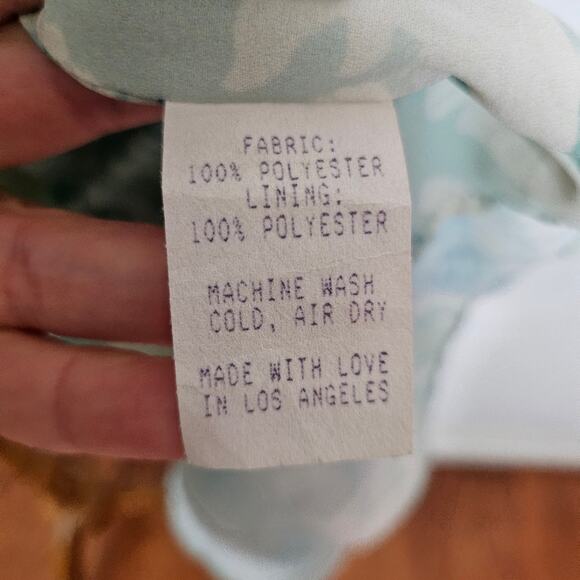 FABRIC:
100% POLYESTER
LINING:
100% POLYESTER
MACHINE WASH
COLD, AIR DRY
MADE WITH LOVE
IN LOS ANGELES